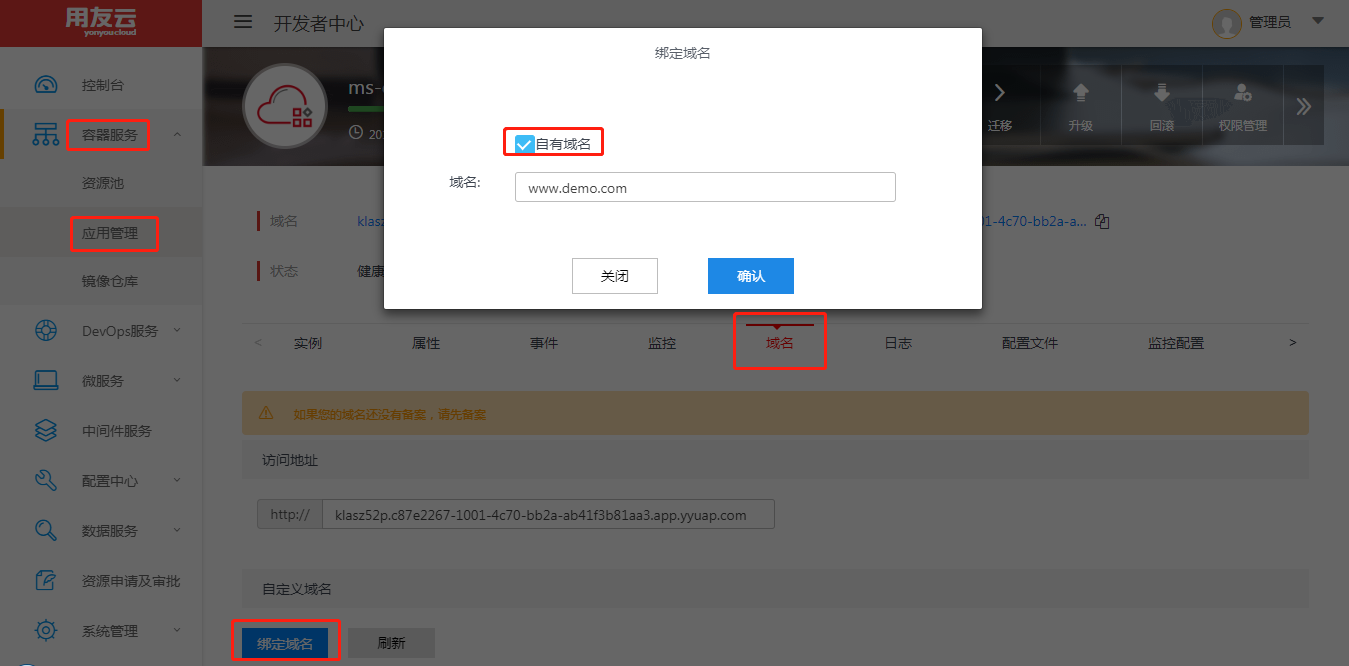 用友云
yonyoucloud
开发者中心
管理员
控制台
容器服务
资源池
应用管理
镜像仓库
DevOps服务
微服务
中间件服务
配置中心
数据服务
资源申请及审批
系统管理
ms-
20
迁移
升级
回滚
权限管理
绑定域名
自有域名
域名:
www.demo.com
关闭
确认
域名
klasz
01-4c70-bb2a-a...
状态
健康
<
实例
属性
事件
监控
域名
日志
配置文件
监控配置
>
如果您的域名还没有备案，请先备案
访问地址
http://
klasz52p.c87e2267-1001-4c70-bb2a-ab41f3b81aa3.app.yyuap.com
自定义域名
绑定域名
刷新